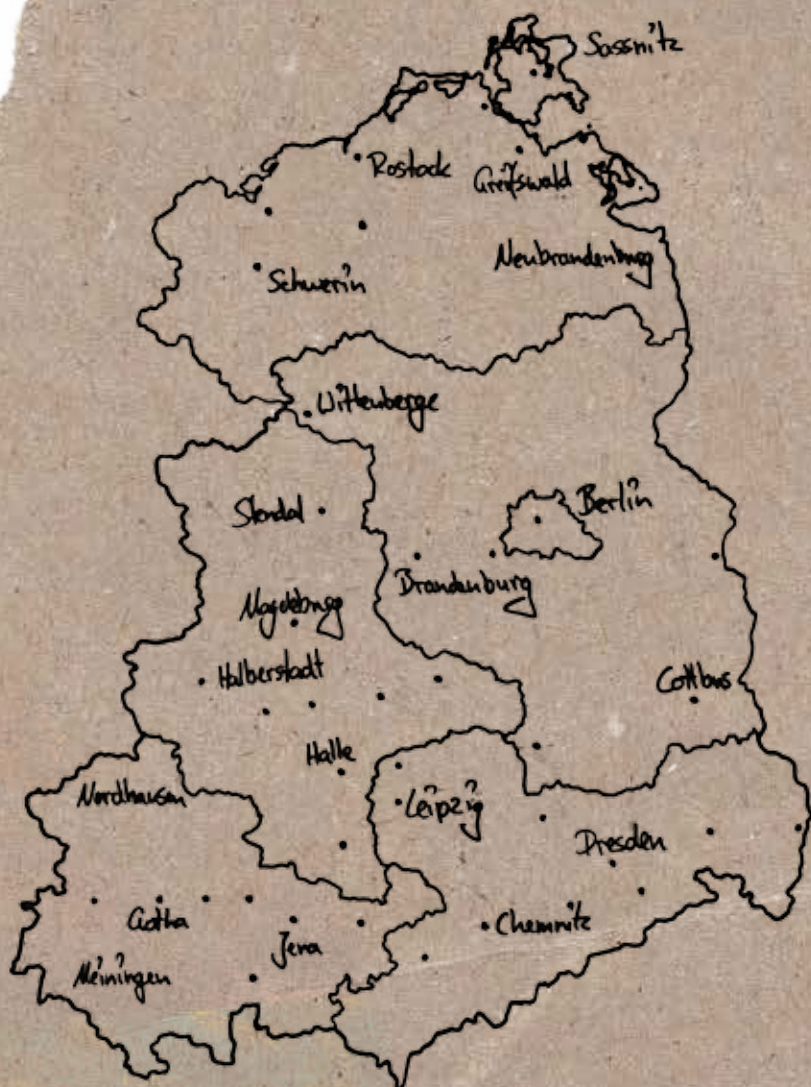 Sassnitz
Rostock
Greifswald
Neubrandenburg
Schwerin
Wittenberge
Stendal
Berlin
Brandenburg
Magdeburg
Halberstadt
Cottbus
Halle
Nordhausen
Leipzig
Dresden
Gotha
Jena
Chemnitz
Meiningen